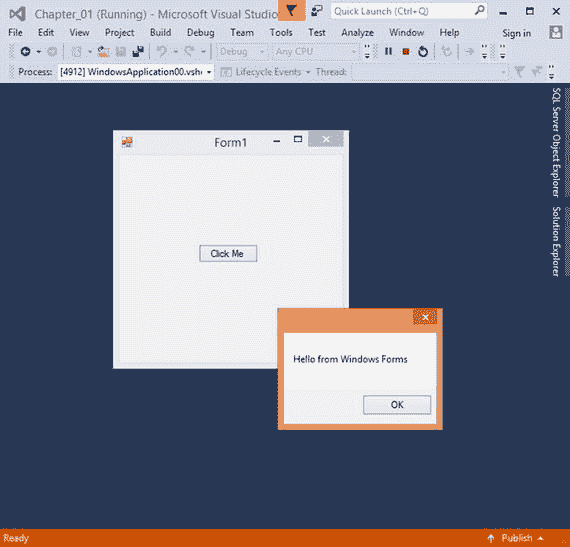 Chapter_01 (Running) - Microsoft Visual Studio
Quick Launch (Ctrl+Q)
File Edit View Project Build Debug Team Tools Test Analyze Window Help Sign in
Debug Any CPU
Process: [4912] WindowsApplication00.vshc Lifecycle Events Thread:
SQL Server Object Explorer
Solution Explorer
Form1
Click Me
Hello from Windows Forms
OK
Ready
Publish